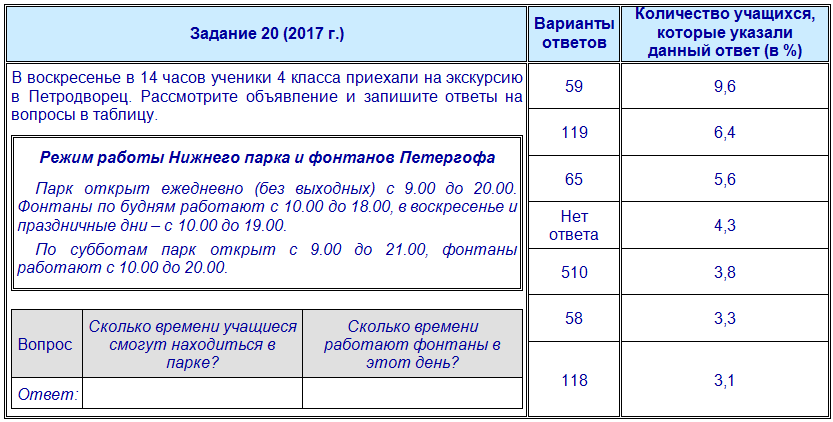 Задание 20 (2017 г.)
Варианты
ответов
Количество учащихся,
которые указали
данный ответ (в %)
В воскресенье в 14 часов ученики 4 класса приехали на экскурсию
в Петродворец. Рассмотрите объявление и запишите ответы на
вопросы в таблицу.
Режим работы Нижнего парка и фонтанов Петергофа
Парк открыт ежедневно (без выходных) с 9.00 до 20.00.
Фонтаны по будням работают с 10.00 до 18.00, в воскресенье и
праздничные дни – с 10.00 до 19.00.
По субботам парк открыт с 9.00 до 21.00, фонтаны
работают с 10.00 до 20.00.
Вопрос
Сколько времени учащиеся
смогут находиться в
парке?
Сколько времени
работают фонтаны в
этот день?
Ответ:
59
9,6
119
6,4
65
5,6
Нет
ответа
4,3
510
3,8
58
3,3
118
3,1